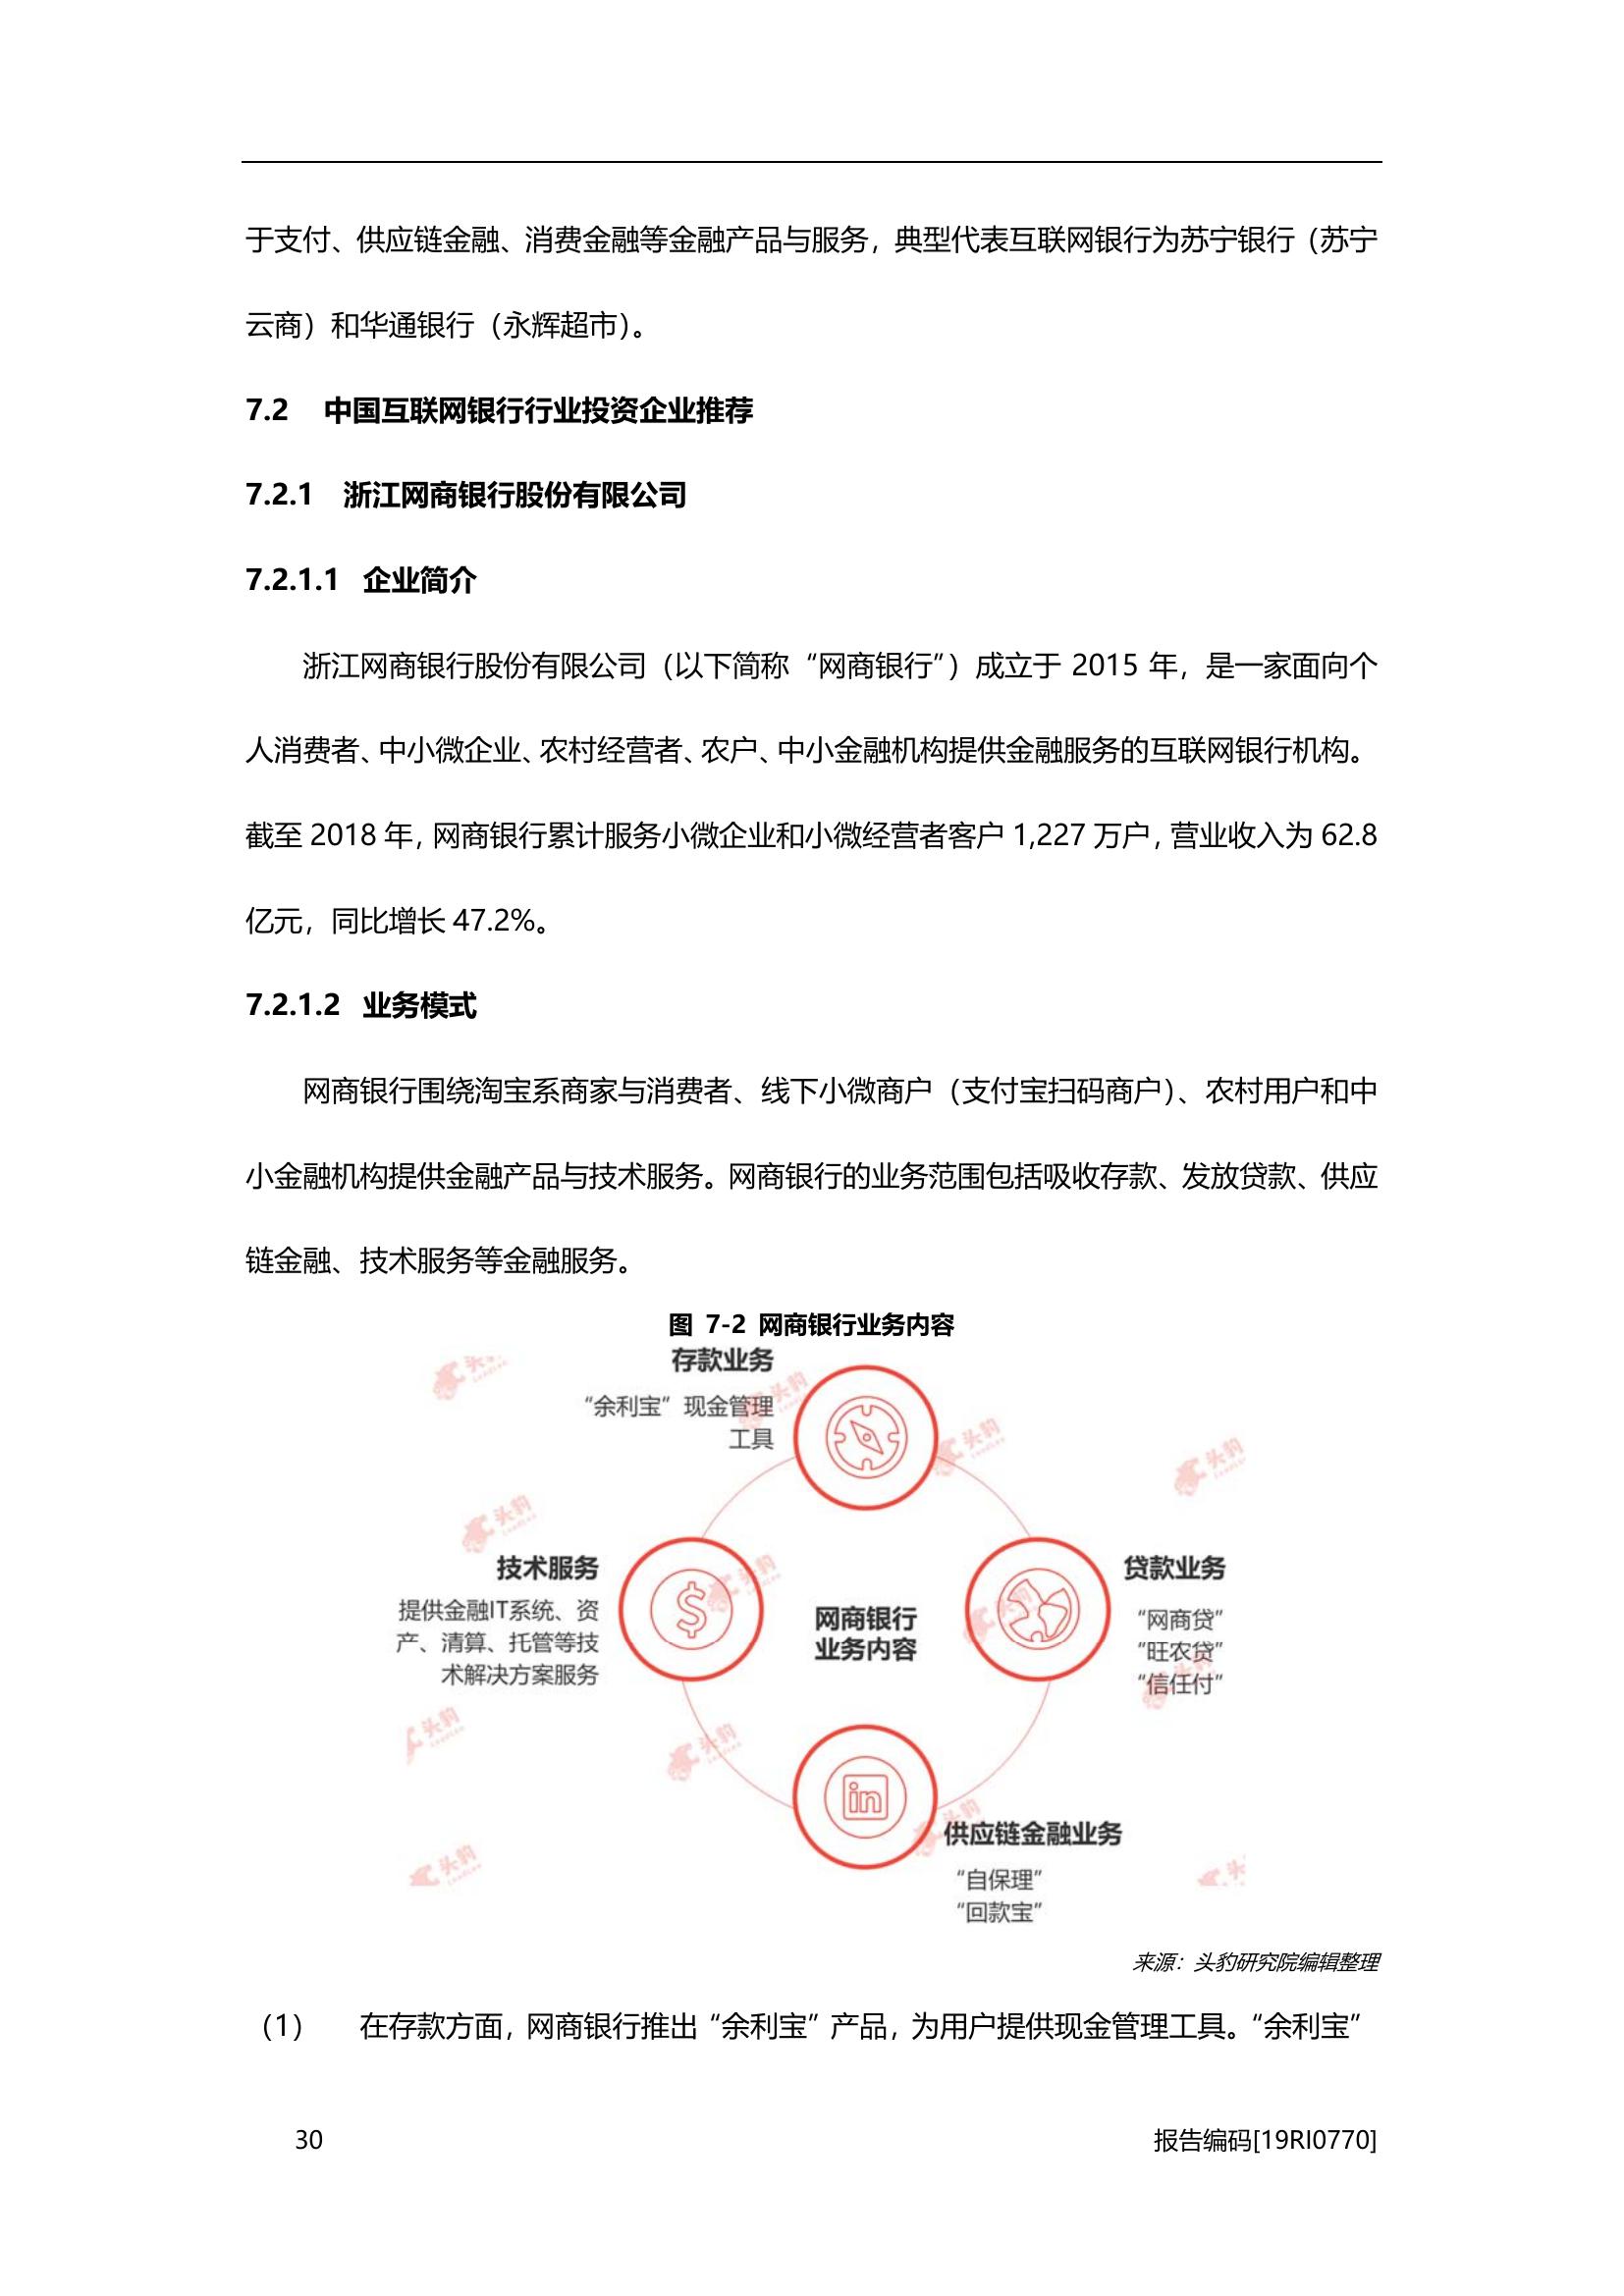 于支付、供应链金融、消费金融等金融产品与服务，典型代表互联网银行为苏宁银行（苏宁
云商）和华通银行（永辉超市）。
7.2 中国互联网银行行业投资企业推荐
7.2.1 浙江网商银行股份有限公司
7.2.1.1 企业简介
浙江网商银行股份有限公司（以下简称“网商银行”）成立于 2015 年，是一家面向个
人消费者、中小微企业、农村经营者、农户、中小金融机构提供金融服务的互联网银行机构。
截至 2018 年，网商银行累计服务小微企业和小微经营者客户 1,227 万户，营业收入为 62.8
亿元，同比增长 47.2%。
7.2.1.2 业务模式
网商银行围绕淘宝系商家与消费者、线下小微商户（支付宝扫码商户）、农村用户和中
小金融机构提供金融产品与技术服务。网商银行的业务范围包括吸收存款、发放贷款、供应
链金融、技术服务等金融服务。
图 7-2 网商银行业务内容
存款业务
“余利宝”现金管理
工具
技术服务
提供金融IT系统、资
产、清算、托管等技
术解决方案服务
网商银行
业务内容
贷款业务
“网商贷”
“旺农贷”
“信任付”
in
供应链金融业务
“自保理”
“回款宝”
来源：头豹研究院编辑整理
（1） 在存款方面，网商银行推出“余利宝”产品，为用户提供现金管理工具。“余利宝”
30 报告编码[19RI0770]